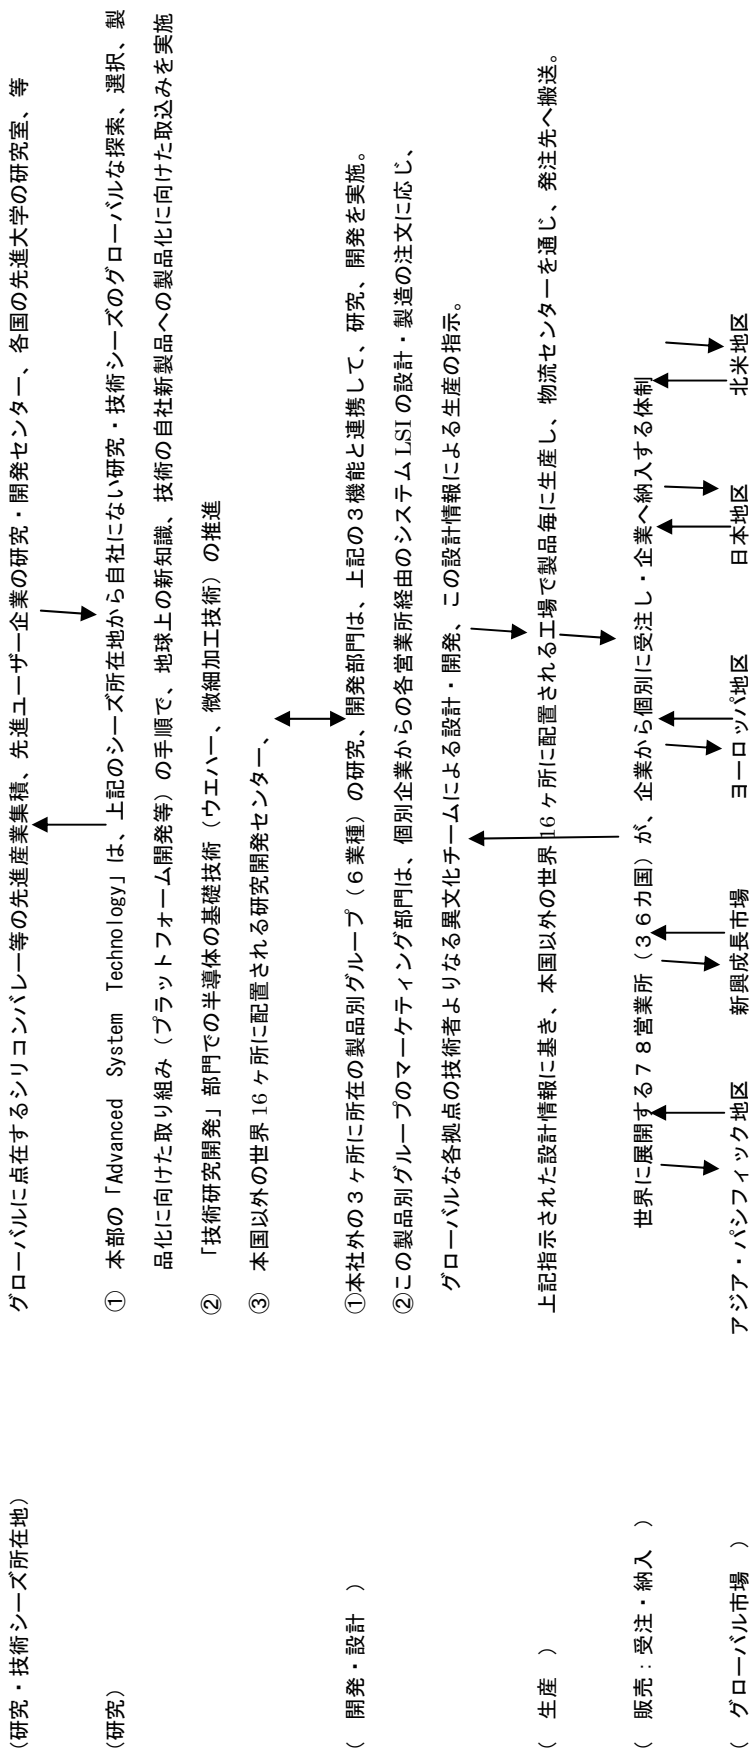 (研究・技術シーズ所在地) グローバルに点在するシリコンバレー等の先進産業集積、先進ユーザー企業の研究・開発センター、各国の先進大学の研究室、等
(研究) ① 本部の「Advanced System Technology」は、上記のシーズ所在地から自社にない研究・技術シーズのグローバルな探索、選択、製
品化に向けた取り組み（プラットフォーム開発等）の手順で、地球上の新知識、技術の自社新製品への製品化に向けた取込みを実施
② 「技術研究開発」部門での半導体の基礎技術（ウエハー、微細加工技術）の推進
③ 本国以外の世界 16 ヶ所に配置される研究開発センター、
( 開発・設計 ) ①本社外の３ヶ所に所在の製品別グループ（６業種）の研究、開発部門は、上記の３機能と連携して、研究、開発を実施。
②この製品別グループのマーケティング部門は、個別企業からの各営業所経由のシステム LSI の設計・製造の注文に応じ、
グローバルな各拠点の技術者よりなる異文化チームによる設計・開発、この設計情報による生産の指示。
( 生産 ) 上記指示された設計情報に基き、本国以外の世界 16 ヶ所に配置される工場で製品毎に生産し、物流センターを通じ、発注先へ搬送。
( 販売：受注・納入 ) 世界に展開する７８営業所（３６カ国）が、企業から個別に受注し・企業へ納入する体制
( グローバル市場 ) アジア・パシフィック地区 新興成長市場 ヨーロッパ地区 日本地区 北米地区